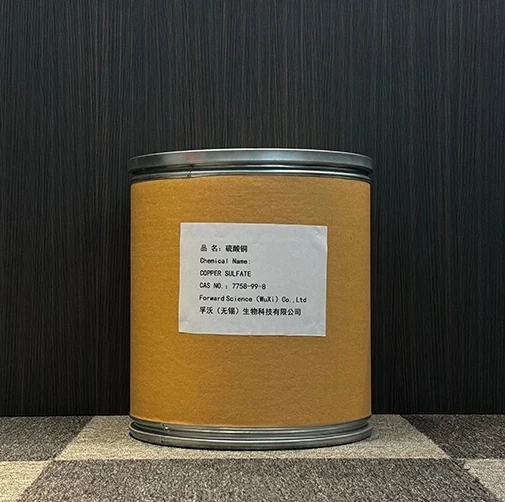 品 名：硫酸铜
Chemical Name:
COPPER SULFATE
CAS NO.：7758-99-8
Forward Science (WuXi) Co.,Ltd
孚沃（无锡）生物科技有限公司